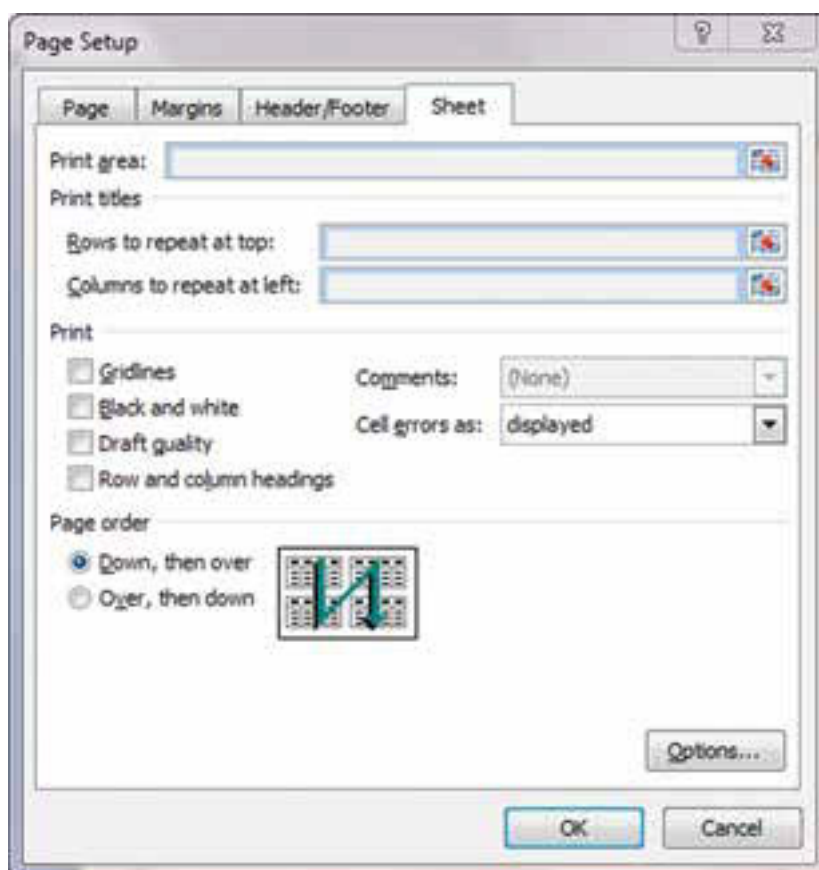 Page Setup
Page Margins Header/Footer Sheet
Print area:
Print titles
Rows to repeat at top:
Columns to repeat at left:
Print
Gridlines
Black and white
Draft quality
Row and column headings
Comments: (None)
Cell errors as: displayed
Page order
Down, then over
Over, then down
Options...
OK Cancel